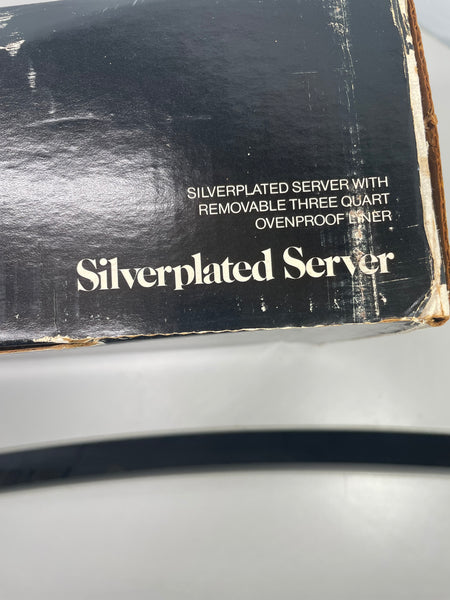 SILVERPLATED SERVER WITH
REMOVABLE THREE QUART
OVENPROOF LINER
Silverplated Server